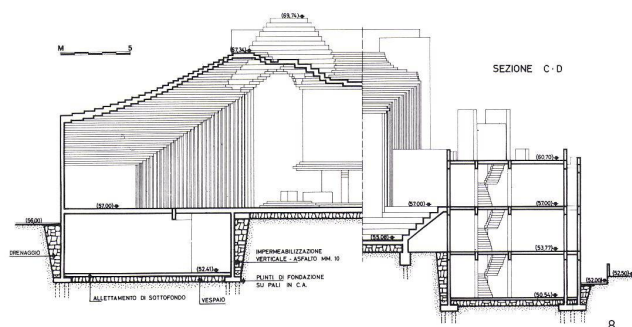 (69,74)
(67,74)
M 5
SEZIONE C-D
(60,70)
(57,00)
(57,00)
(57,00)
(56,00)
(55,08)
(53,77)
DRENAGGIO
IMPERMEABILIZZAZIONE
VERTICALE - ASFALTO MM. 10
(52,41)
PLINTI DI FONDAZIONE
SU PALI IN C.A.
(52,50)
(52,00)
(50,54)
ALLETTAMENTO DI SOTTOFONDO
VESPAIO
8